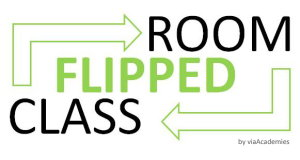 ROOM
FLIPPED
CLASS
by viaAcademies